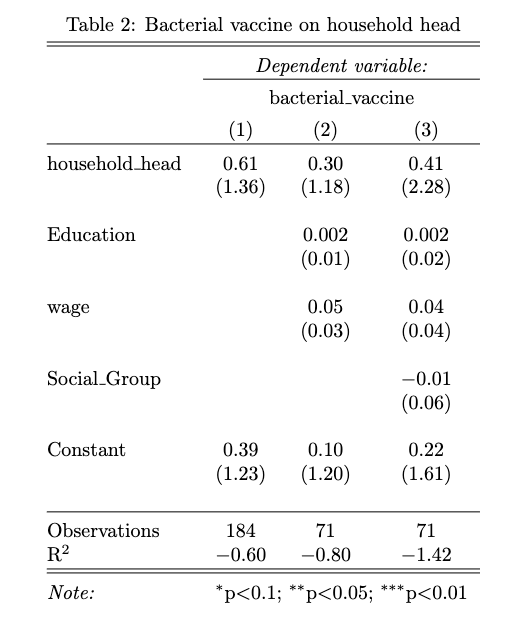 Table 2: Bacterial vaccine on household head
Dependent variable:
bacterial_vaccine
(1) (2) (3)
household_head 0.61 0.30 0.41
(1.36) (1.18) (2.28)
Education 0.002 0.002
(0.01) (0.02)
wage 0.05 0.04
(0.03) (0.04)
Social_Group −0.01
(0.06)
Constant 0.39 0.10 0.22
(1.23) (1.20) (1.61)
Observations 184 71 71
R² −0.60 −0.80 −1.42
Note: *p<0.1; **p<0.05; ***p<0.01